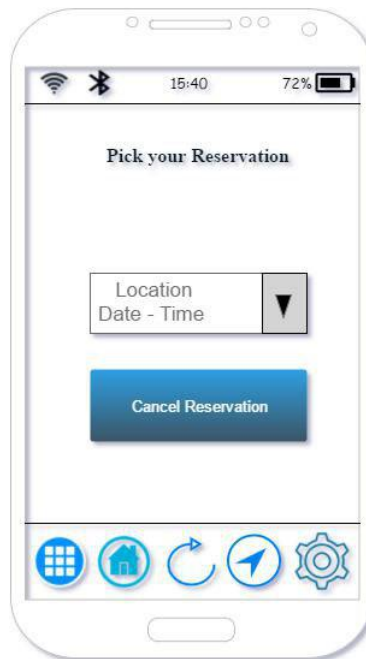 15:40 72%
Pick your Reservation
Location
Date - Time
Cancel Reservation